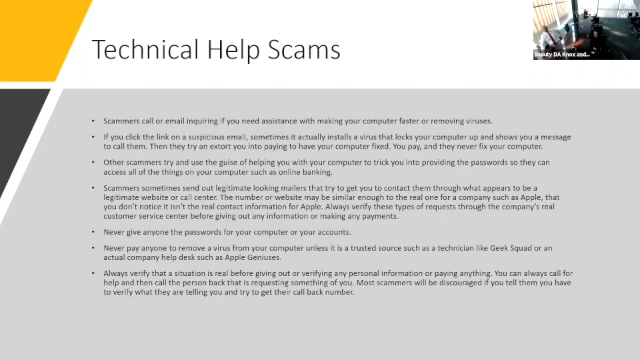 Technical Help Scams
Deputy DA Knox and...
• Scammers call or email inquiring if you need assistance with making your computer faster or removing viruses.
• If you click the link on a suspicious email, sometimes it actually installs a virus that locks your computer up and shows you a message
to call them. Then they try an extort you into paying to have your computer fixed. You pay, and they never fix your computer.
• Other scammers try and use the guise of helping you with your computer to trick you into providing the passwords so they can
access all of the things on your computer such as online banking.
• Scammers sometimes send out legitimate looking mailers that try to get you to contact them through what appears to be a
legitimate website or call center. The number or website may be similar enough to the real one for a company such as Apple, that
you don't notice it isn't the real contact information for Apple. Always verify these types of requests through the company's real
customer service center before giving out any information or making any payments.
• Never give anyone the passwords for your computer or your accounts.
• Never pay anyone to remove a virus from your computer unless it is a trusted source such as a technician like Geek Squad or an
actual company help desk such as Apple Geniuses.
• Always verify that a situation is real before giving out or verifying any personal information or paying anything. You can always call for
help and then call the person back that is requesting something of you. Most scammers will be discouraged if you tell them you have
to verify what they are telling you and try to get their call back number.